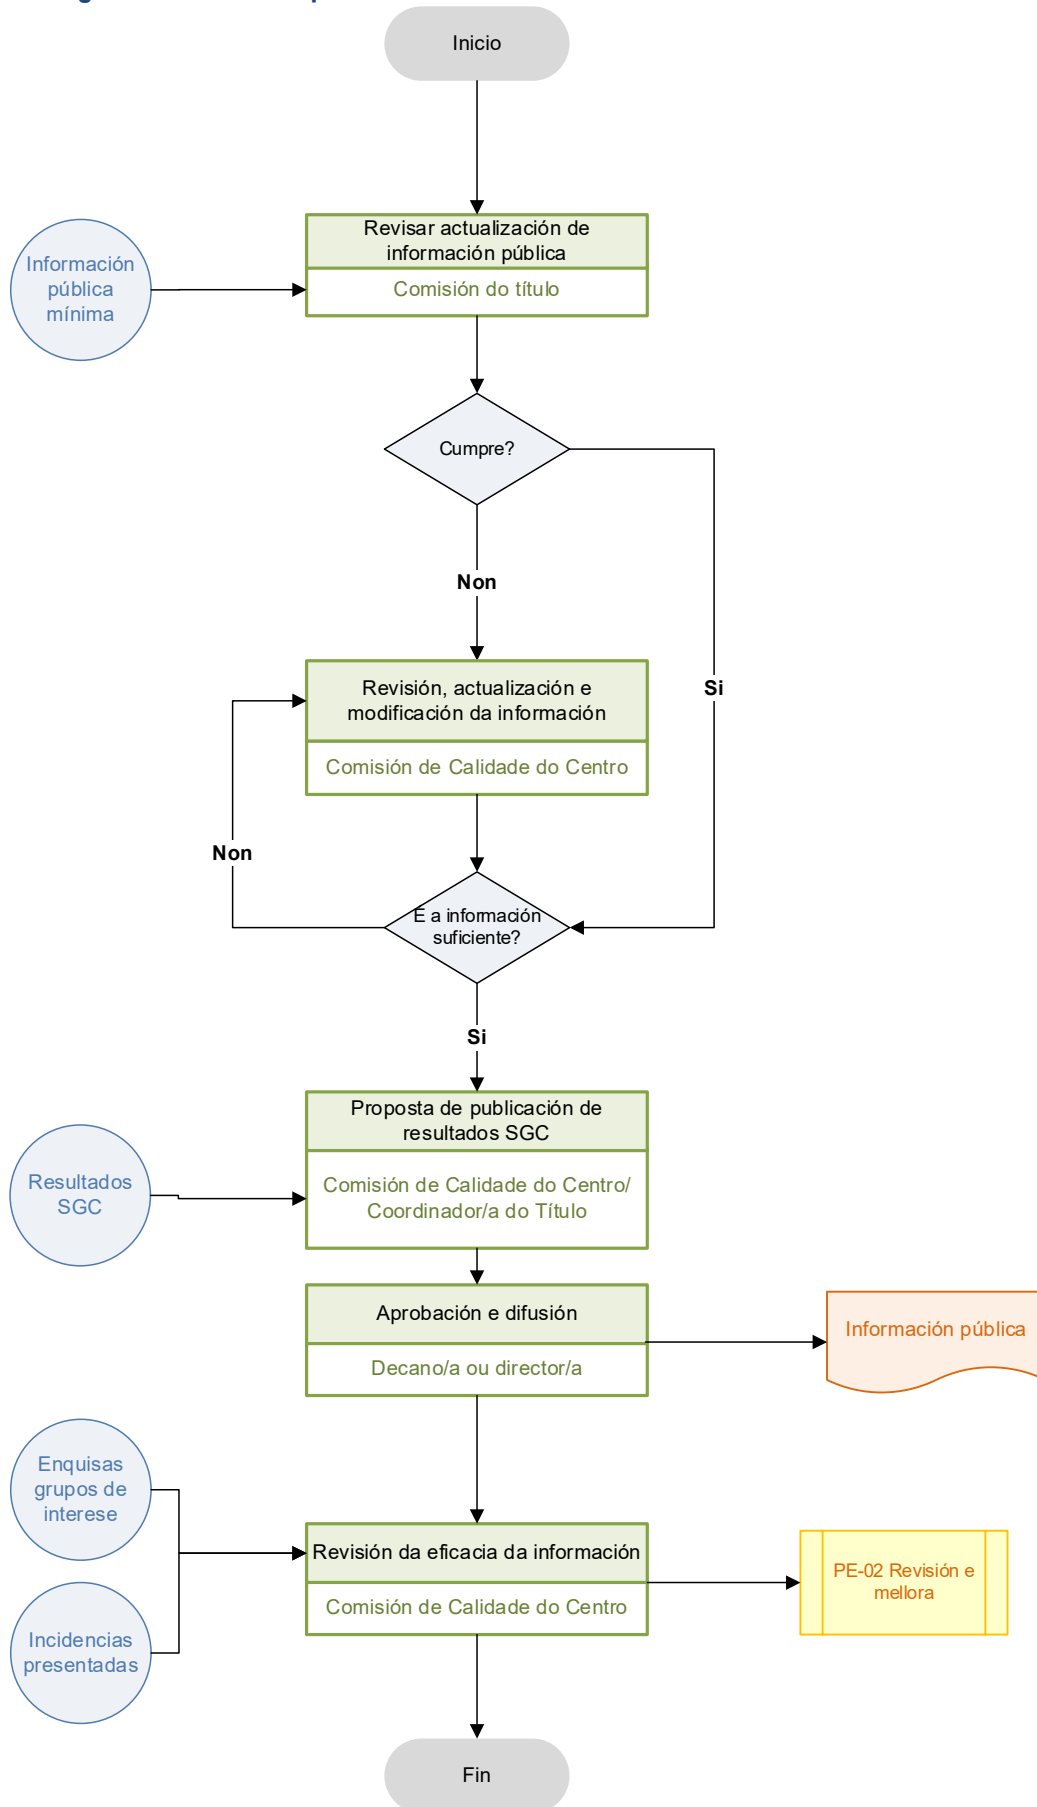 Inicio
Revisar actualización de
información pública
Comisión do título
Información
pública
mínima
Cumpre?
Non
Si
Revisión, actualización e
modificación da información
Comisión de Calidade do Centro
Non
É a información
suficiente?
Si
Proposta de publicación de
resultados SGC
Comisión de Calidade do Centro/
Coordinador/a do Título
Resultados
SGC
Aprobación e difusión
Decano/a ou director/a
Información pública
Enquisas
grupos de
interese
Revisión da eficacia da información
Comisión de Calidade do Centro
PE-02 Revisión e
mellora
Incidencias
presentadas
Fin